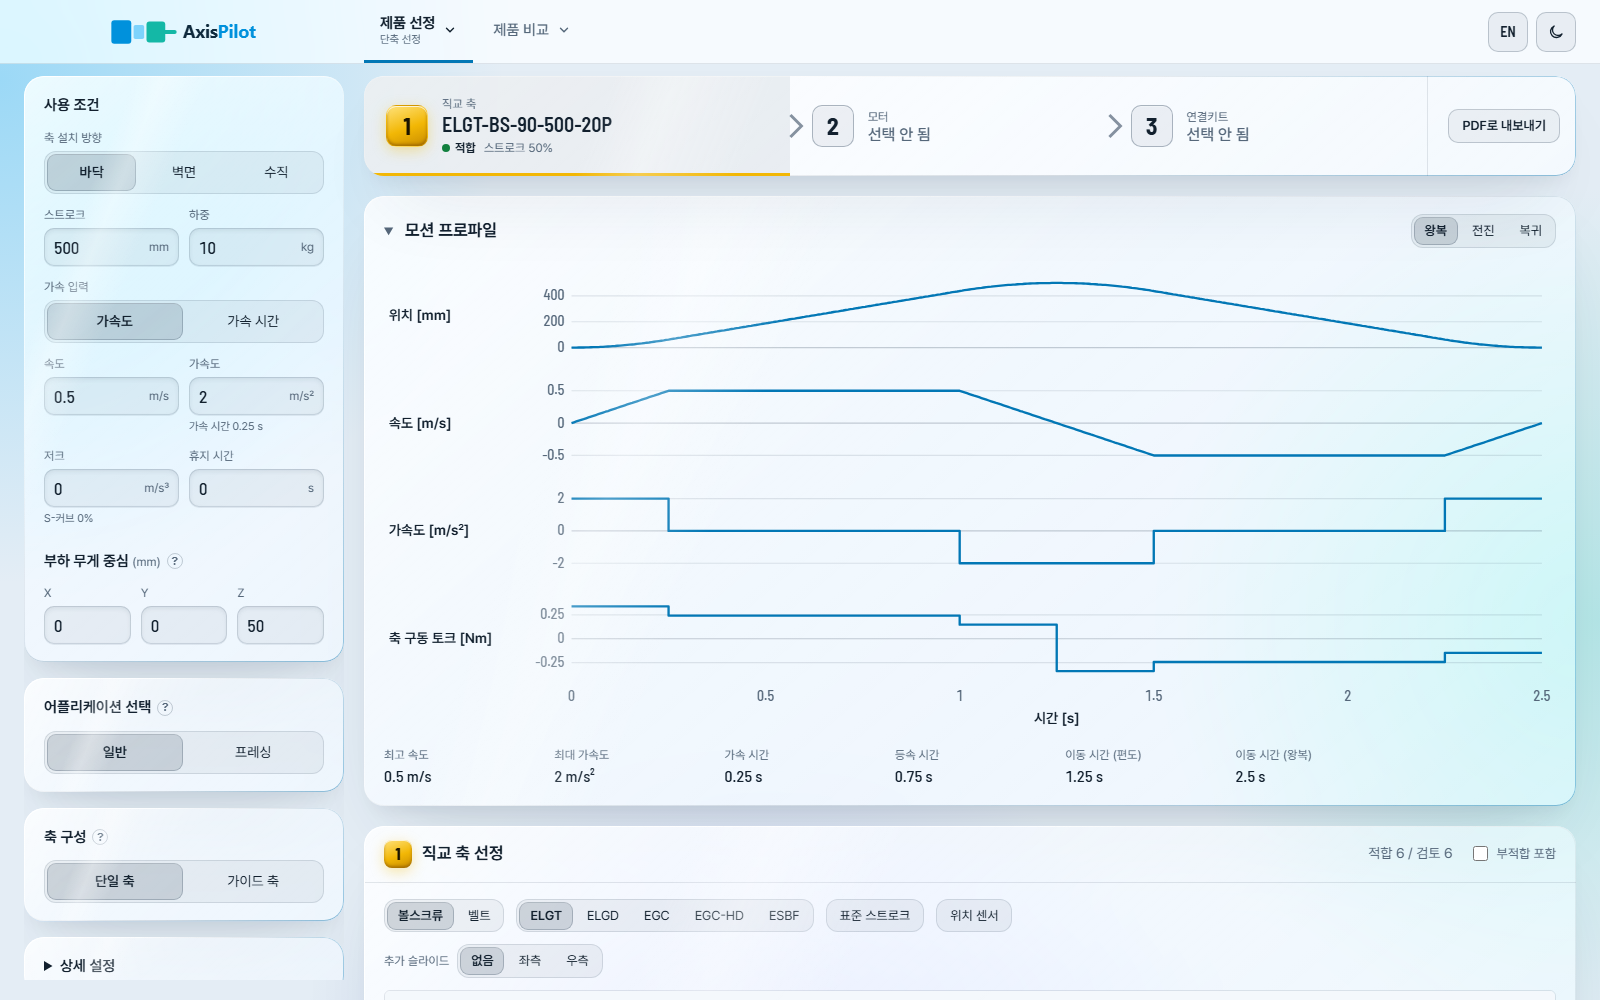 AxisPilot
제품 선정
단축 선정
제품 비교
EN
사용 조건
축 설치 방향
바닥 벽면 수직
스트로크 하중
500 mm 10 kg
가속 입력
가속도 가속 시간
속도 가속도
0.5 m/s 2 m/s²
가속 시간 0.25 s
저크 휴지 시간
0 m/s³ 0 s
S-커브 0%
부하 무게 중심 (mm) ?
X Y Z
0 0 50
어플리케이션 선택 ?
일반 프레싱
축 구성 ?
단일 축 가이드 축
상세 설정
1
직교 축
ELGT-BS-90-500-20P
적합 스트로크 50%
2
모터
선택 안 됨
3
연결키트
선택 안 됨
PDF로 내보내기
모션 프로파일
왕복 전진 복귀
위치 [mm]
400
200
0
속도 [m/s]
0.5
0
-0.5
가속도 [m/s²]
2
0
-2
축 구동 토크 [Nm]
0.25
0
-0.25
0 0.5 1 1.5 2 2.5
시간 [s]
최고 속도 최대 가속도 가속 시간 등속 시간 이동 시간 (편도) 이동 시간 (왕복)
0.5 m/s 2 m/s² 0.25 s 0.75 s 1.25 s 2.5 s
1 직교 축 선정
적합 6 / 검토 6 부적합 포함
볼스크류 벨트 ELGT ELGD EGC EGC-HD ESBF 표준 스트로크 위치 센서
추가 슬라이드 없음 좌측 우측